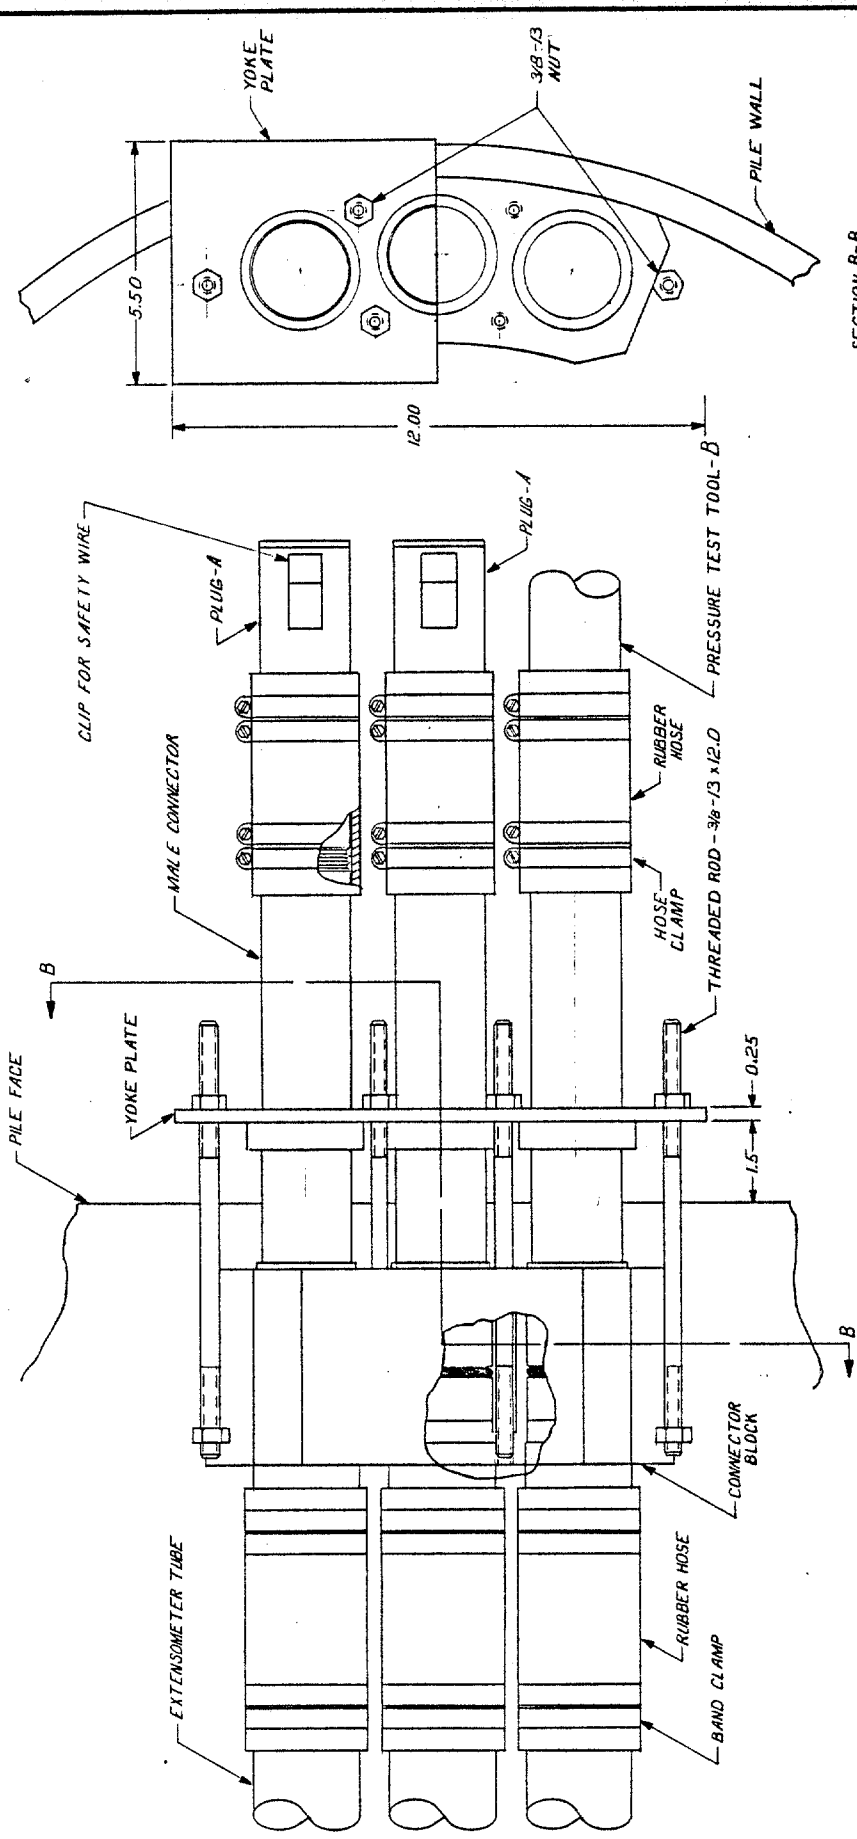 YOKE
PLATE
3/8-13
NUT
PILE WALL
5.50
12.00
SECTION B-B
CLIP FOR SAFETY WIRE
PLUG-A
PLUG-A
PRESSURE TEST TOOL-B
MALE CONNECTOR
RUBBER
HOSE
HOSE
CLAMP
THREADED ROD-3/8-13 x 12.0
B
YOKE PLATE
0.25
1.5
PILE FACE
B
CONNECTOR
BLOCK
EXTENSOMETER TUBE
RUBBER HOSE
BAND CLAMP